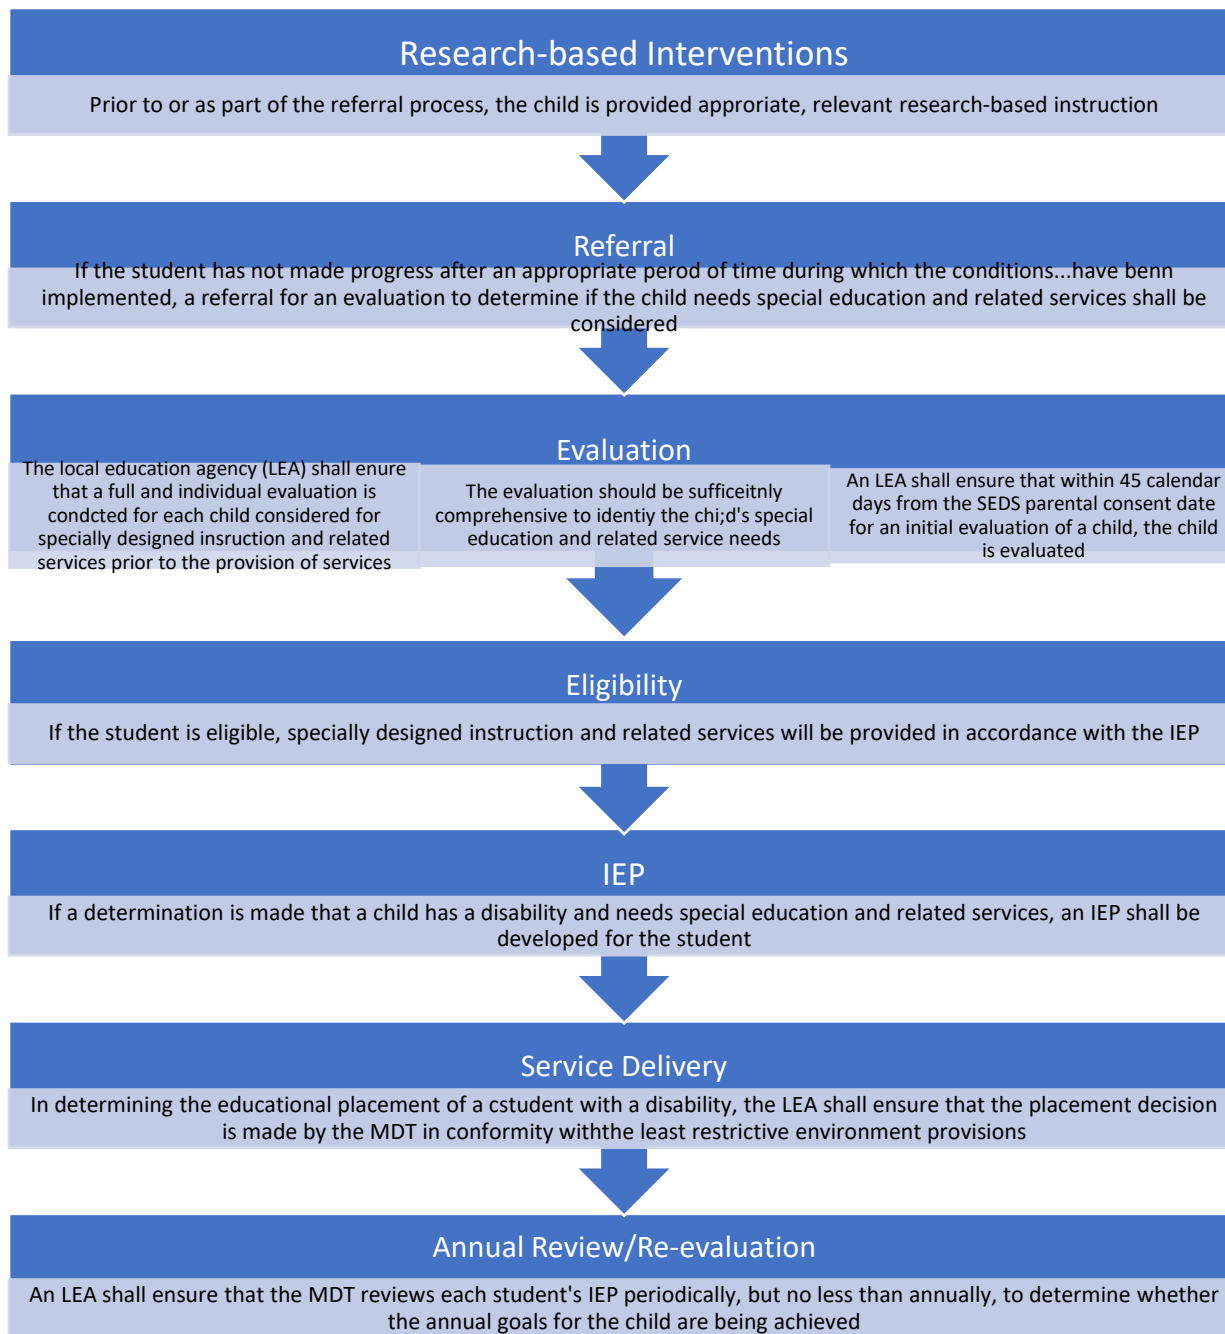 Research-based Interventions
Prior to or as part of the referral process, the child is provided approriate, relevant research-based instruction
Referral
If the student has not made progress after an appropriate perod of time during which the conditions...have benn
implemented, a referral for an evaluation to determine if the child needs special education and related services shall be
considered
Evaluation
The local education agency (LEA) shall enure
that a full and individual evaluation is
condcted for each child considered for
specially designed insruction and related
services prior to the provision of services
The evaluation should be sufficeitnly
comprehensive to identiy the chi;d's special
education and related service needs
An LEA shall ensure that within 45 calendar
days from the SEDS parental consent date
for an initial evaluation of a child, the child
is evaluated
Eligibility
If the student is eligible, specially designed instruction and related services will be provided in accordance with the IEP
IEP
If a determination is made that a child has a disability and needs special education and related services, an IEP shall be
developed for the student
Service Delivery
In determining the educational placement of a cstudent with a disability, the LEA shall ensure that the placement decision
is made by the MDT in conformity withthe least restrictive environment provisions
Annual Review/Re-evaluation
An LEA shall ensure that the MDT reviews each student's IEP periodically, but no less than annually, to determine whether
the annual goals for the child are being achieved